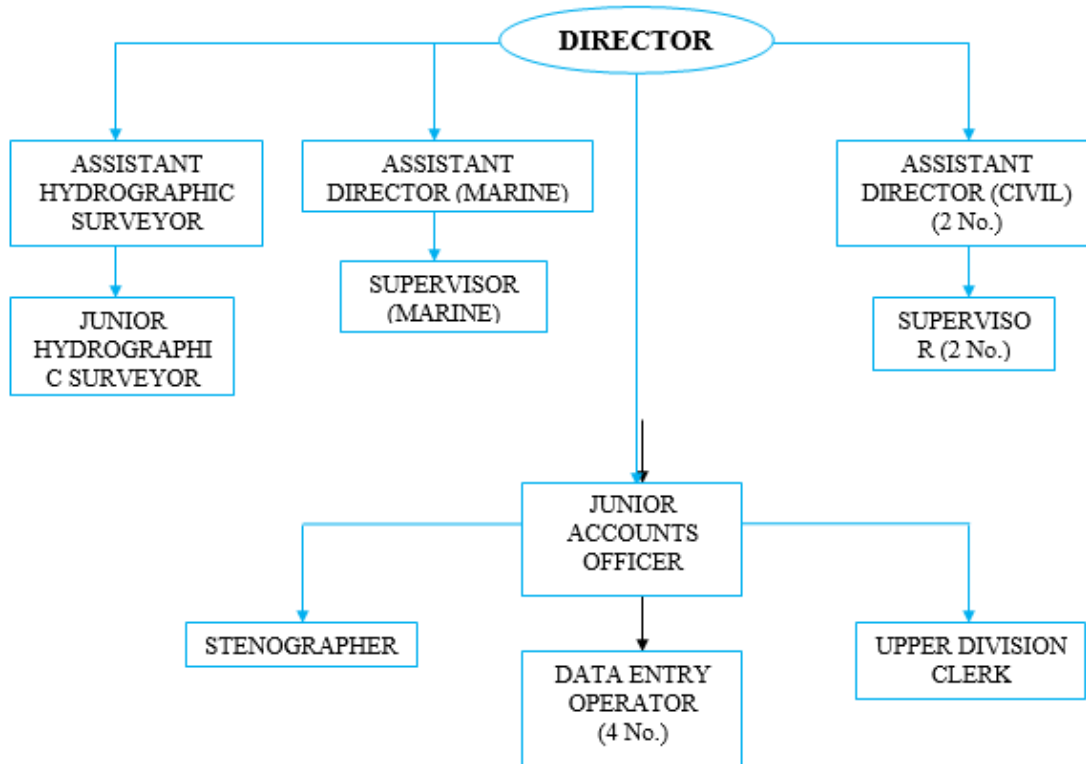 DIRECTOR
ASSISTANT
HYDROGRAPHIC
SURVEYOR
ASSISTANT
DIRECTOR (MARINE)
ASSISTANT
DIRECTOR (CIVIL)
(2 No.)
JUNIOR
HYDROGRAPHI
C SURVEYOR
SUPERVISOR
(MARINE)
SUPERVISO
R (2 No.)
JUNIOR
ACCOUNTS
OFFICER
STENOGRAPHER
DATA ENTRY
OPERATOR
(4 No.)
UPPER DIVISION
CLERK